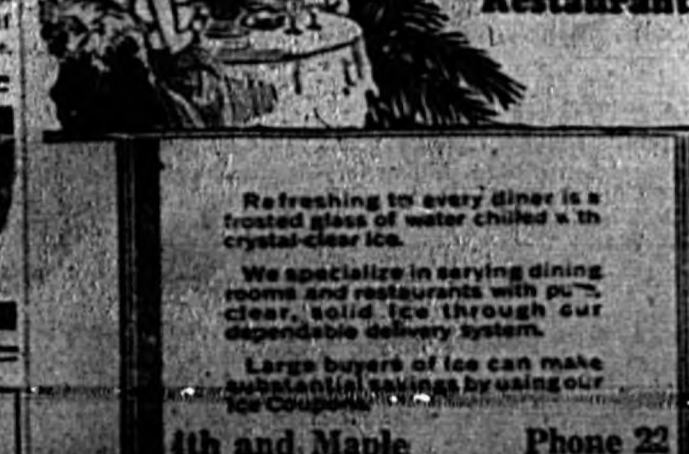 Restaurant
Refreshing to every diner is a
frosted glass of water chilled with
crystal-clear ice.
We specialize in serving dining
rooms and restaurants with
clear, solid ice through our
dependable delivery system.
Large buyers of ice can make
substantial savings by using our
Ice Coupons.
4th and Maple
Phone 22